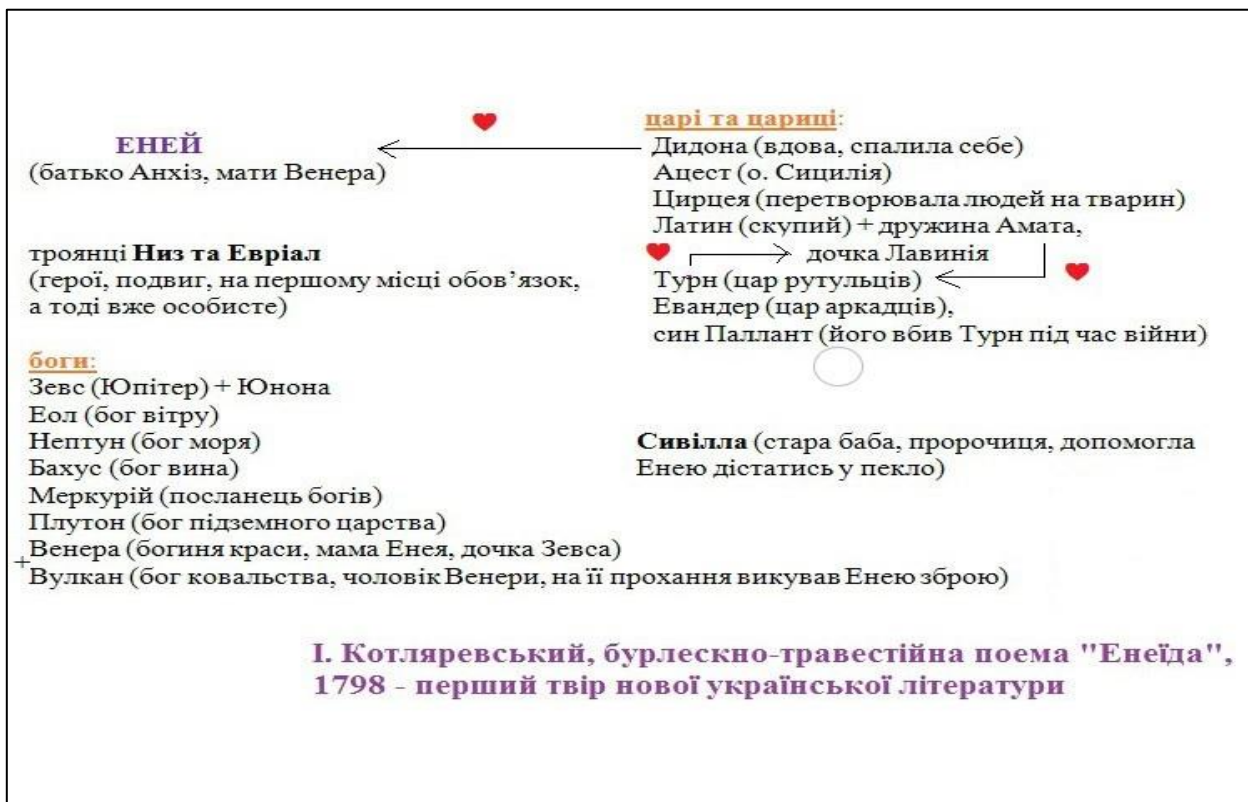 ЕНЕЙ
(батько Анхіз, мати Венера)
троянці Низ та Евріал
(герої, подвиг, на першому місці обов’язок,
а тоді вже особисте)
царі та цариці:
Дидона (вдова, спалила себе)
Ацест (о. Сицилія)
Цирцея (перетворювала людей на тварин)
Латин (скупий) + дружина Амата,
дочка Лавинія
Турн (цар рутульців)
Евандер (цар аркадців),
син Паллант (його вбив Турн під час війни)
боги:
Зевс (Юпітер) + Юнона
Еол (бог вітру)
Нептун (бог моря)
Бахус (бог вина)
Меркурій (посланець богів)
Плутон (бог підземного царства)
Венера (богиня краси, мама Енея, дочка Зевса)
+
Вулкан (бог ковальства, чоловік Венери, на її прохання викував Енею зброю)
Сивілла (стара баба, пророчиця, допомогла
Енею дістатись у пекло)
І. Котляревський, бурлескно-травестійна поема "Енеїда",
1798 - перший твір нової української літератури